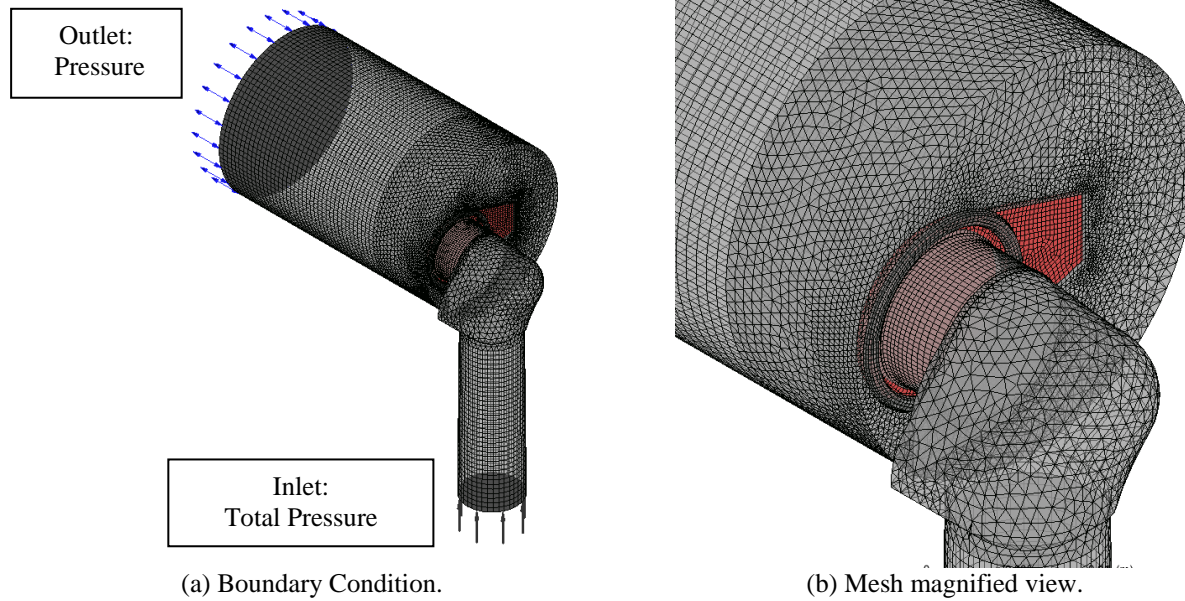 Outlet:
Pressure
Inlet:
Total Pressure
(a) Boundary Condition.
(b) Mesh magnified view.